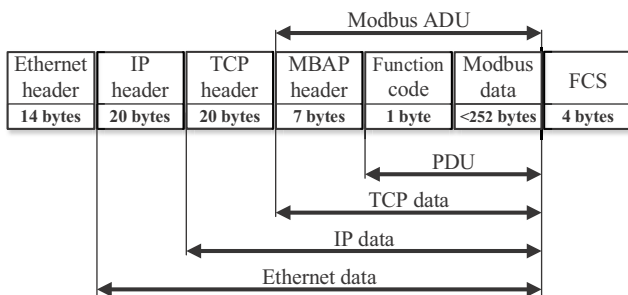 Modbus ADU
Ethernet header
IP header
TCP header
MBAP header
Function code
Modbus data
FCS
14 bytes
20 bytes
20 bytes
7 bytes
1 byte
<252 bytes
4 bytes
PDU
TCP data
IP data
Ethernet data